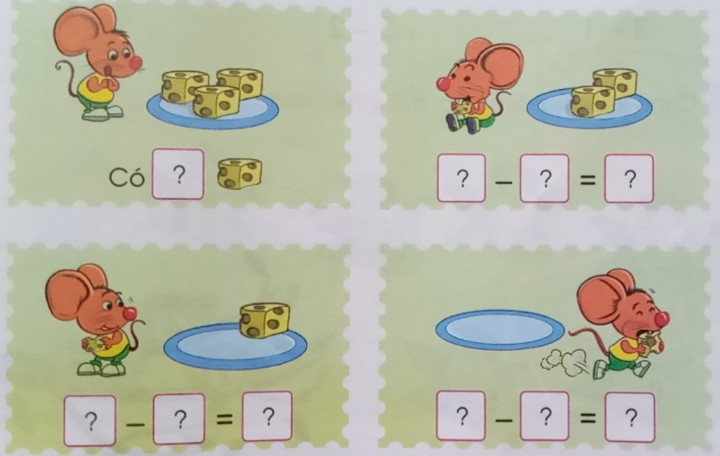 Có ?
? – ? = ?
? – ? = ?
? – ? = ?